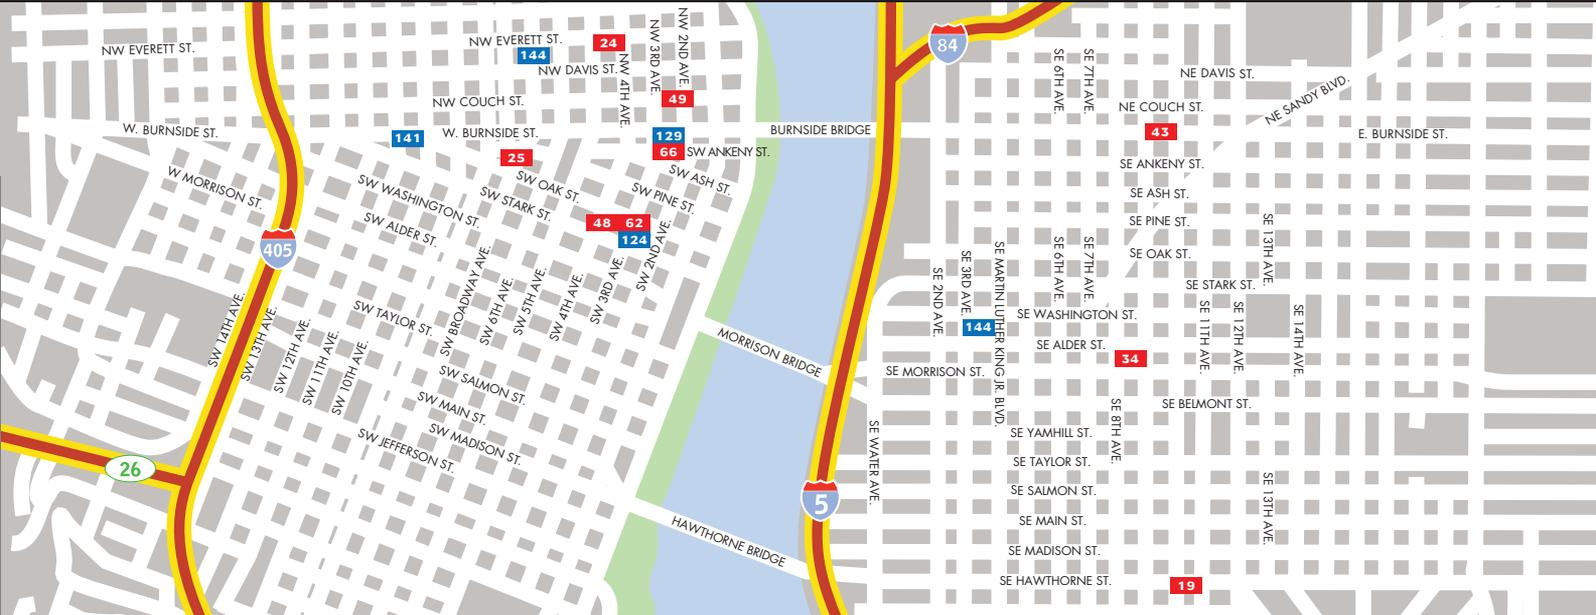 NW EVERETT ST.
NW EVERETT ST.
144
24
NW 3RD AVE.
NW 2ND AVE.
NW 4TH AVE.
NW DAVIS ST.
49
NW COUCH ST.
84
SE 6TH AVE.
SE 7TH AVE.
NE DAVIS ST.
NE SANDY BLVD.
NE COUCH ST.
43
W. BURNSIDE ST.
141
W. BURNSIDE ST.
129
BURNSIDE BRIDGE
E. BURNSIDE ST.
25
66
SW ANKENY ST.
SE ANKENY ST.
W MORRISON ST.
SW WASHINGTON ST.
SW OAK ST.
SW STARK ST.
SW ASH ST.
SW PINE ST.
SE ASH ST.
SW ALDER ST.
48
62
124
SE PINE ST.
SE 13TH AVE.
405
SW BROADWAY AVE.
SW 6TH AVE.
SW 5TH AVE.
SW 4TH AVE.
SW 3RD AVE.
SW 2ND AVE.
SE 2ND AVE.
SE 3RD AVE.
SE MARTIN LUTHER KING JR. BLVD.
SE 6TH AVE.
SE 7TH AVE.
SE OAK ST.
SE STARK ST.
SW 14TH AVE.
SW 13TH AVE.
SW 12TH AVE.
SW 11TH AVE.
SW 10TH AVE.
SW TAYLOR ST.
144
SE WASHINGTON ST.
SE 11TH AVE.
SE 12TH AVE.
SE 14TH AVE.
MORRISON BRIDGE
SE ALDER ST.
34
SE MORRISON ST.
SW SALMON ST.
SW MAIN ST.
SE BELMONT ST.
SW JEFFERSON ST.
SW MADISON ST.
SE WATER AVE.
SE YAMHILL ST.
SE 8TH AVE.
26
SE TAYLOR ST.
5
SE SALMON ST.
SE 13TH AVE.
HAWTHORNE BRIDGE
SE MAIN ST.
SE MADISON ST.
SE HAWTHORNE ST.
19